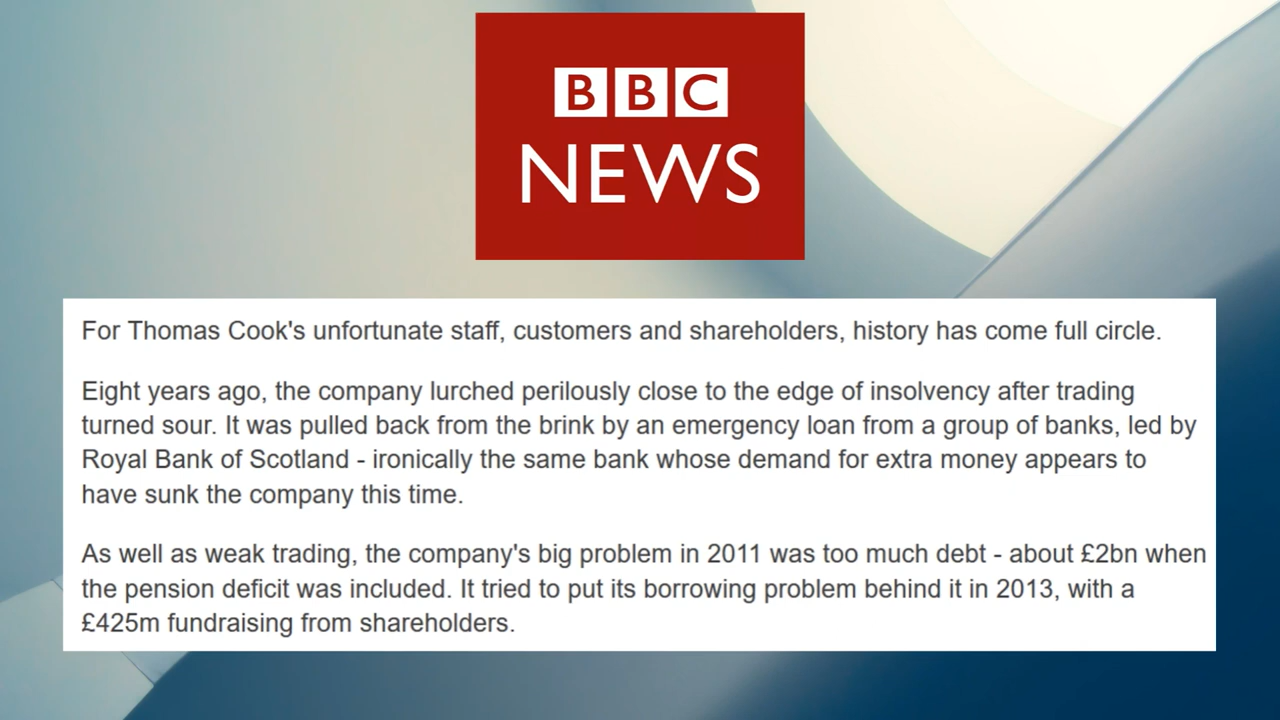 BBC
NEWS
For Thomas Cook's unfortunate staff, customers and shareholders, history has come full circle.
Eight years ago, the company lurched perilously close to the edge of insolvency after trading
turned sour. It was pulled back from the brink by an emergency loan from a group of banks, led by
Royal Bank of Scotland - ironically the same bank whose demand for extra money appears to
have sunk the company this time.
As well as weak trading, the company's big problem in 2011 was too much debt - about £2bn when
the pension deficit was included. It tried to put its borrowing problem behind it in 2013, with a
£425m fundraising from shareholders.